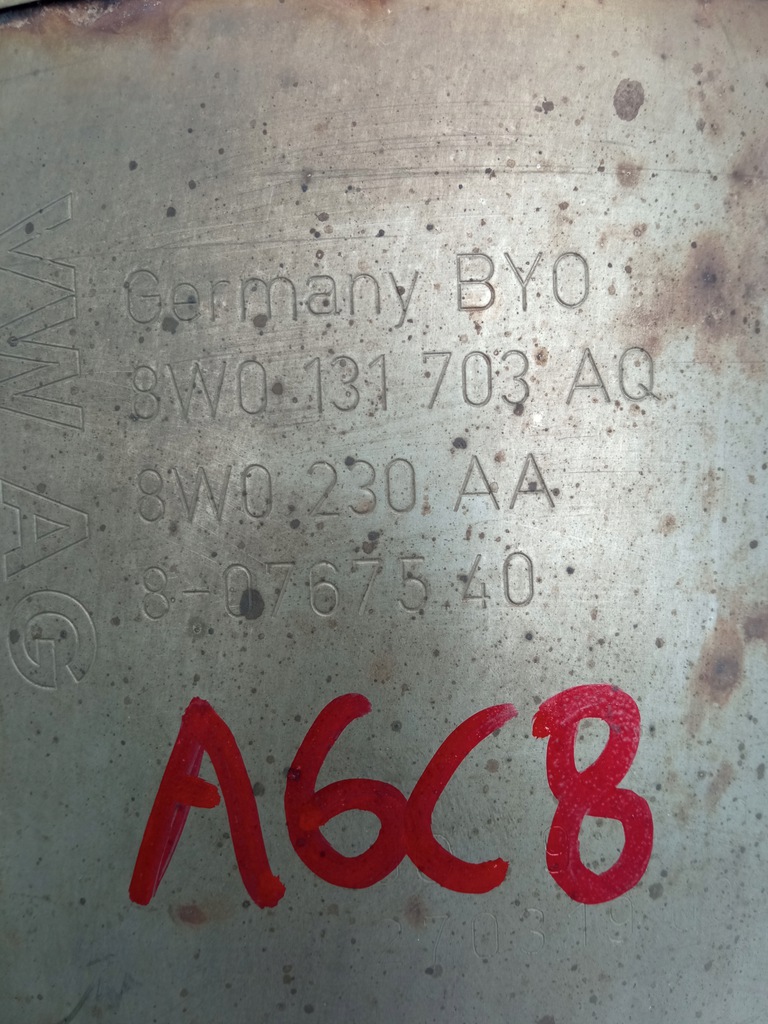 VW AG
Germany BYO
8W0 131 703 AQ
8W0 230 AA
8-07675.40
A6C8